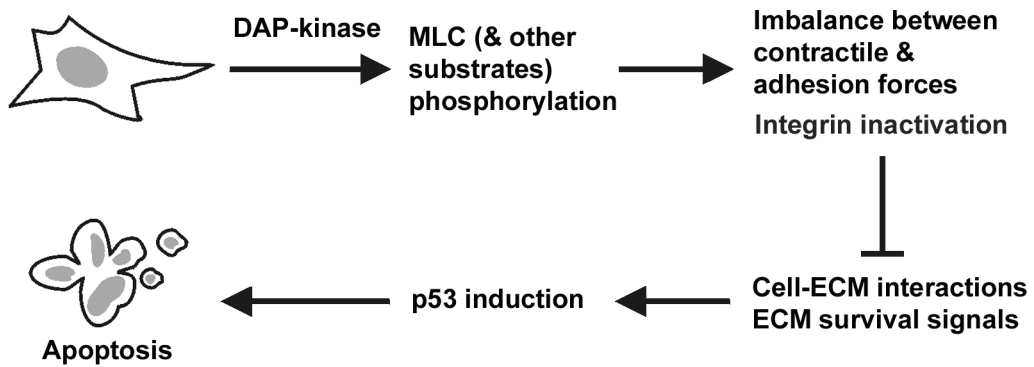 DAP-kinase
MLC (& other
substrates)
phosphorylation
Imbalance between
contractile &
adhesion forces
Integrin inactivation
Cell-ECM interactions
ECM survival signals
p53 induction
Apoptosis